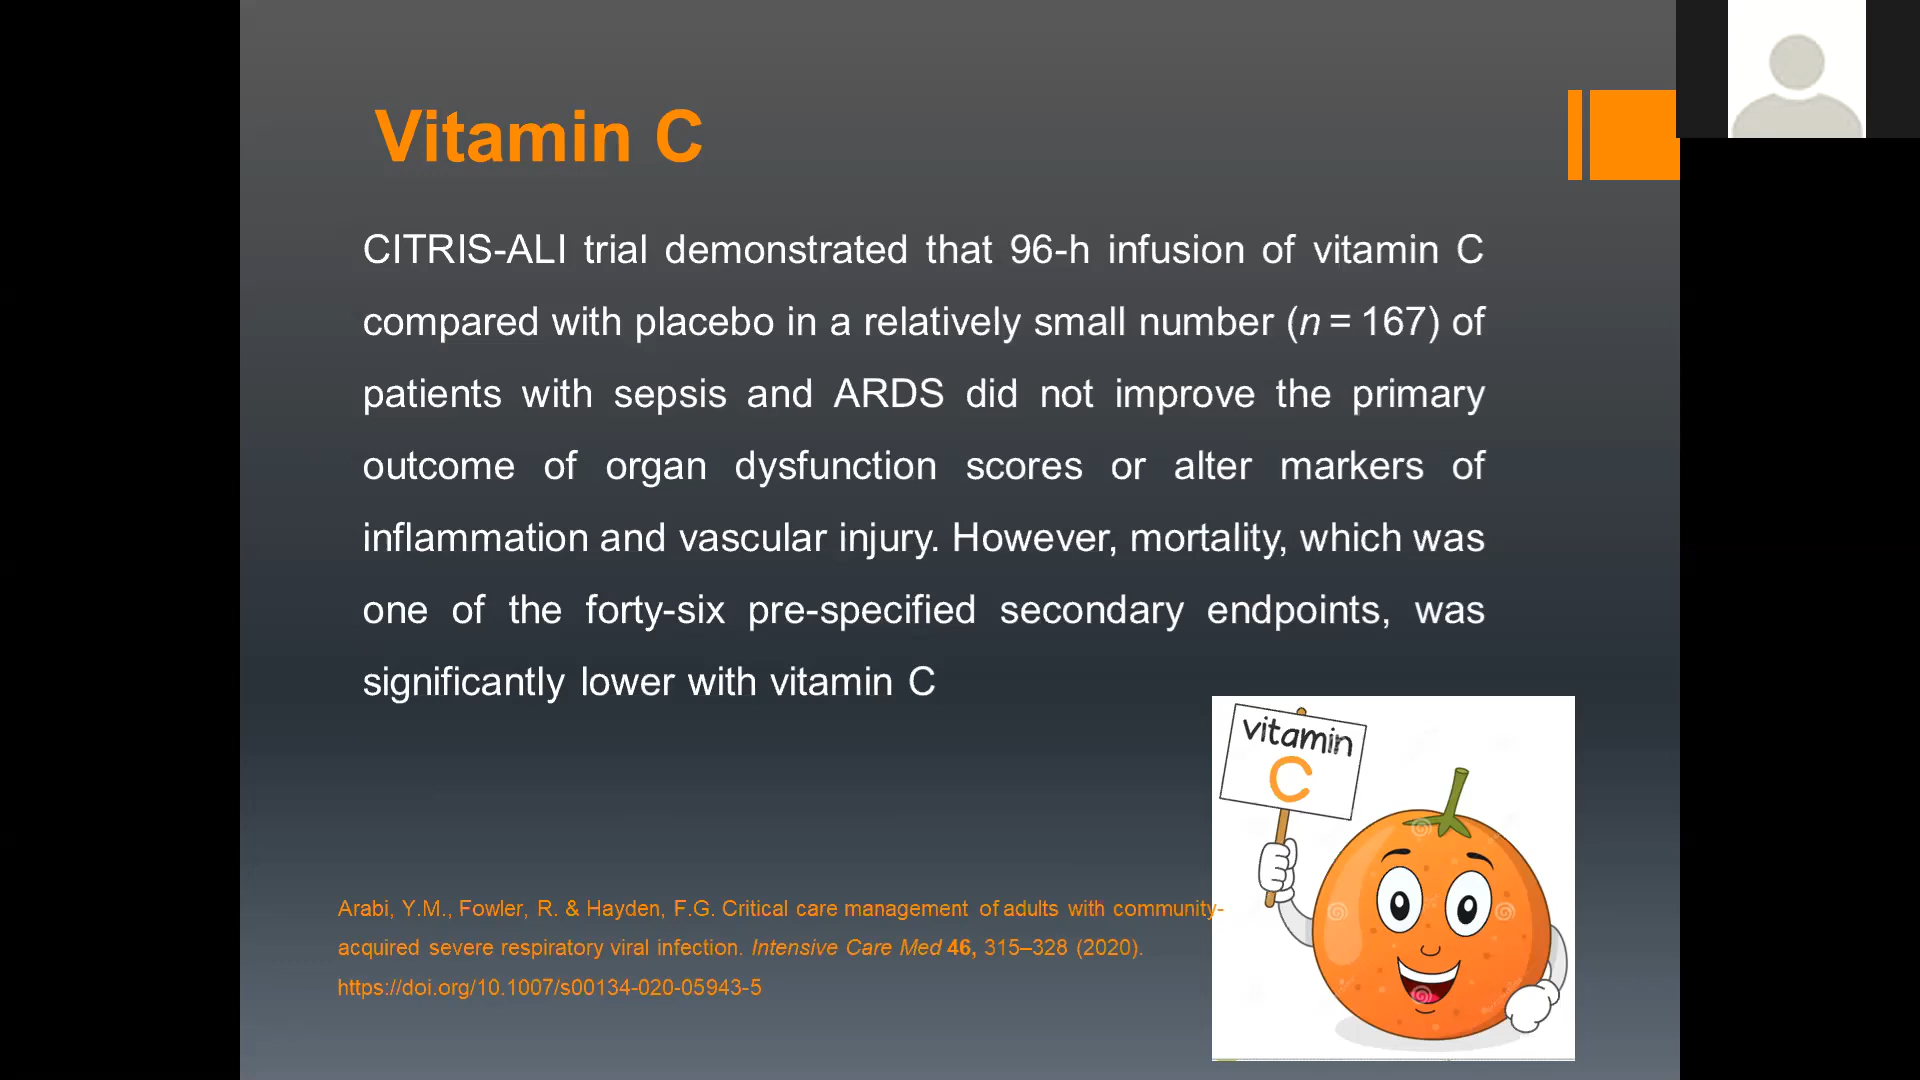 Vitamin C
CITRIS-ALI trial demonstrated that 96-h infusion of vitamin C
compared with placebo in a relatively small number (n = 167) of
patients with sepsis and ARDS did not improve the primary
outcome of organ dysfunction scores or alter markers of
inflammation and vascular injury. However, mortality, which was
one of the forty-six pre-specified secondary endpoints, was
significantly lower with vitamin C
vitamin
C
Arabi, Y.M., Fowler, R. & Hayden, F.G. Critical care management of adults with community-
acquired severe respiratory viral infection. Intensive Care Med 46, 315–328 (2020).
https://doi.org/10.1007/s00134-020-05943-5